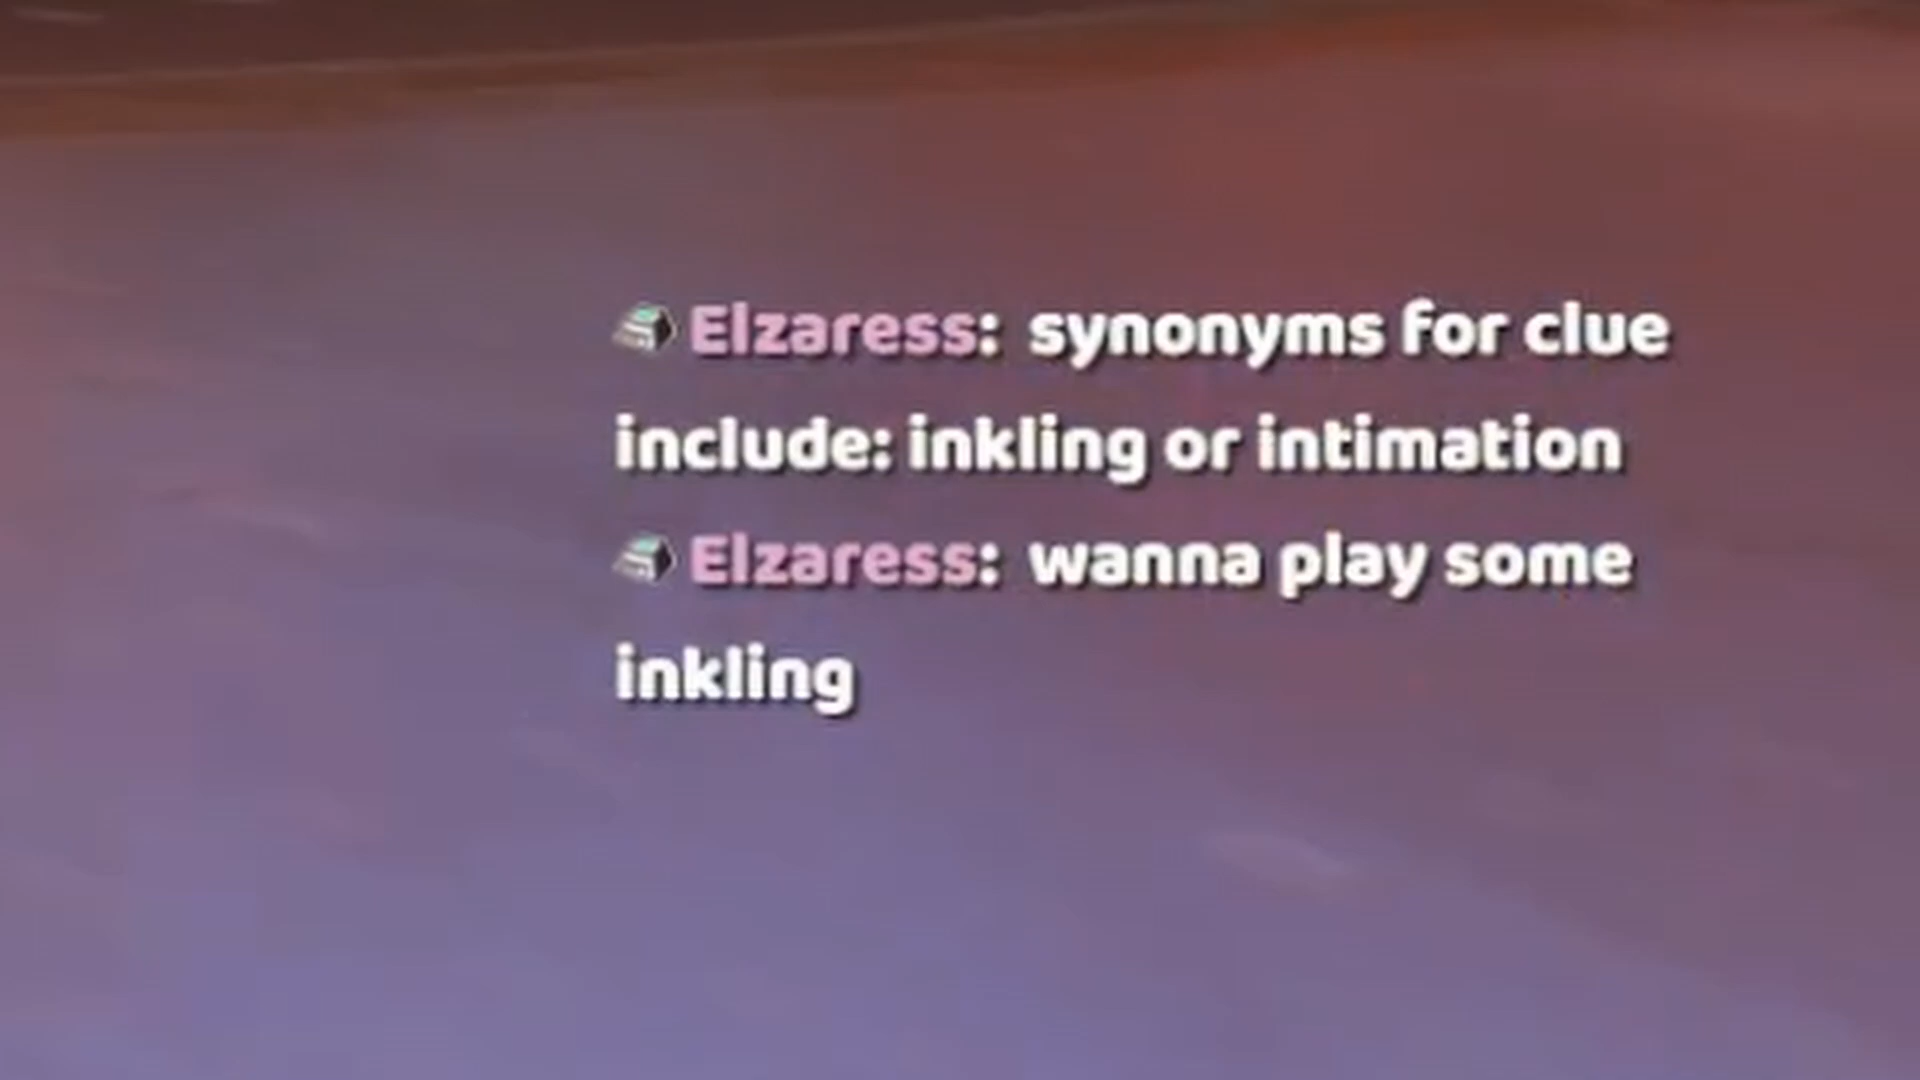 Elzaress: synonyms for clue
include: inkling or intimation
Elzaress: wanna play some
inkling